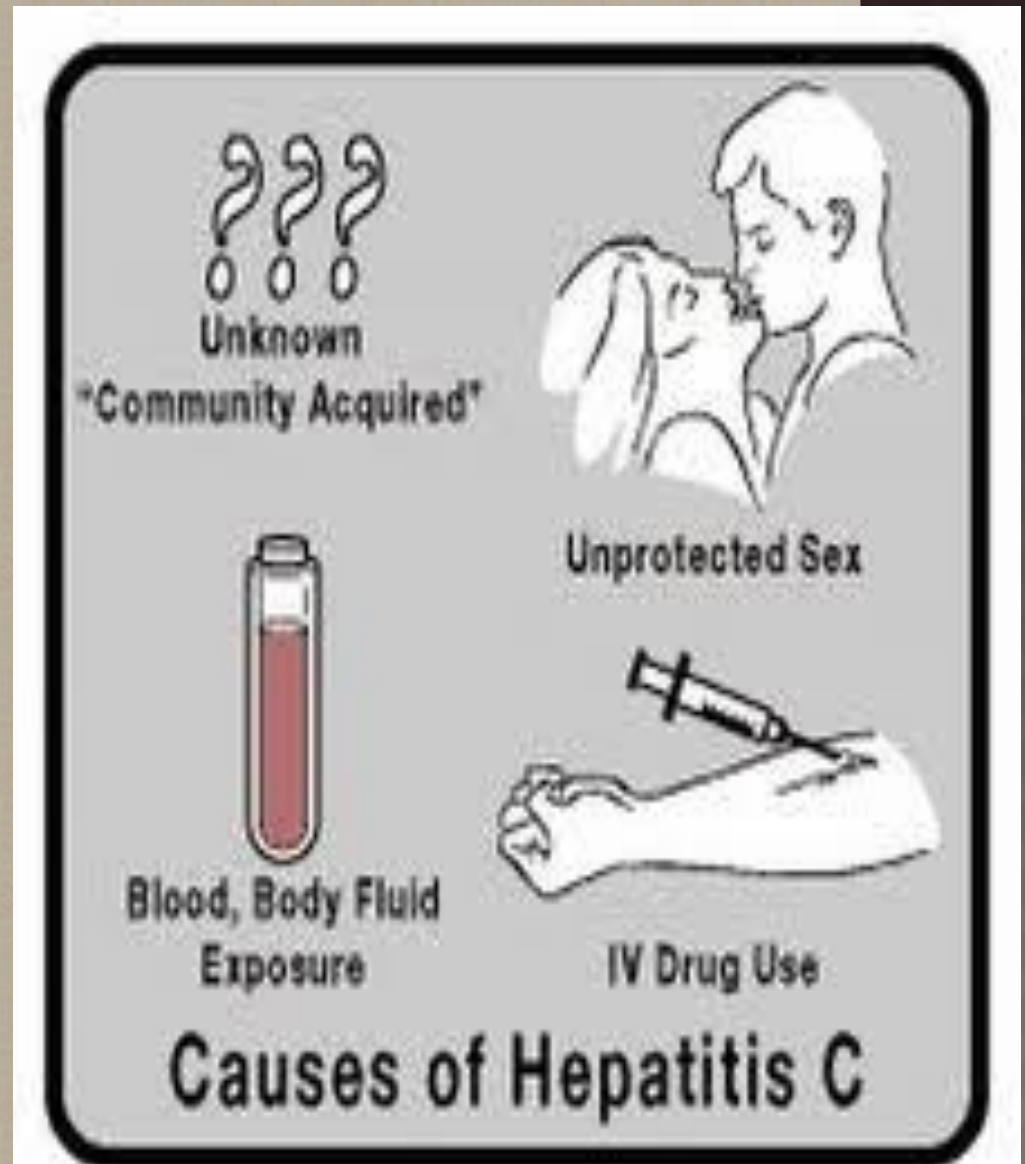 ???
Unknown
"Community Acquired"
Unprotected Sex
Blood, Body Fluid
Exposure
IV Drug Use
Causes of Hepatitis C